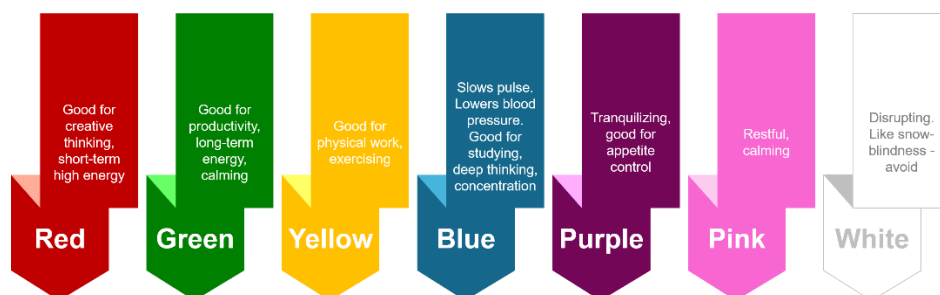 Good for
creative
thinking,
short-term
high energy
Red
Good for
productivity,
long-term
energy,
calming
Green
Good for
physical work,
exercising
Yellow
Slows pulse.
Lowers blood
pressure.
Good for
studying,
deep thinking,
concentration
Blue
Tranquilizing,
good for
appetite
control
Purple
Restful,
calming
Pink
Disrupting.
Like snow-
blindness -
avoid
White